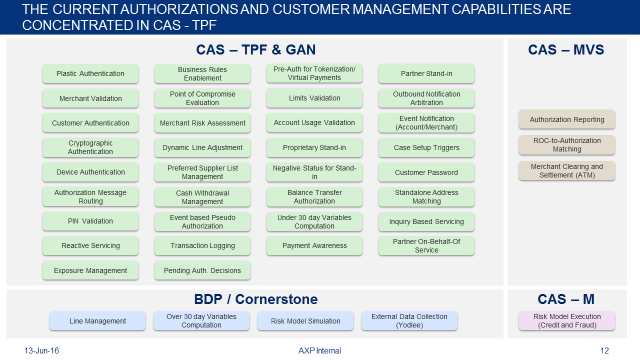 THE CURRENT AUTHORIZATIONS AND CUSTOMER MANAGEMENT CAPABILITIES ARE
CONCENTRATED IN CAS - TPF
CAS – TPF & GAN
Plastic Authentication
Business Rules
Enablement
Pre-Auth for Tokenization/
Virtual Payments
Partner Stand-in
Merchant Validation
Point of Compromise
Evaluation
Limits Validation
Outbound Notification
Arbitration
Customer Authentication
Merchant Risk Assessment
Account Usage Validation
Event Notification
(Account/Merchant)
Cryptographic
Authentication
Dynamic Line Adjustment
Proprietary Stand-in
Case Setup Triggers
Device Authentication
Preferred Supplier List
Management
Negative Status for Stand-
in
Customer Password
Authorization Message
Routing
Cash Withdrawal
Management
Balance Transfer
Authorization
Standalone Address
Matching
PIN Validation
Event based Pseudo
Authorization
Under 30 day Variables
Computation
Inquiry Based Servicing
Reactive Servicing
Transaction Logging
Payment Awareness
Partner On-Behalf-Of
Service
Exposure Management
Pending Auth. Decisions
CAS – MVS
Authorization Reporting
ROC-to-Authorization
Matching
Merchant Clearing and
Settlement (ATM)
BDP / Cornerstone
Line Management
Over 30 day Variables
Computation
Risk Model Simulation
External Data Collection
(Yodlee)
CAS – M
Risk Model Execution
(Credit and Fraud)
13-Jun-16
AXP Internal
12